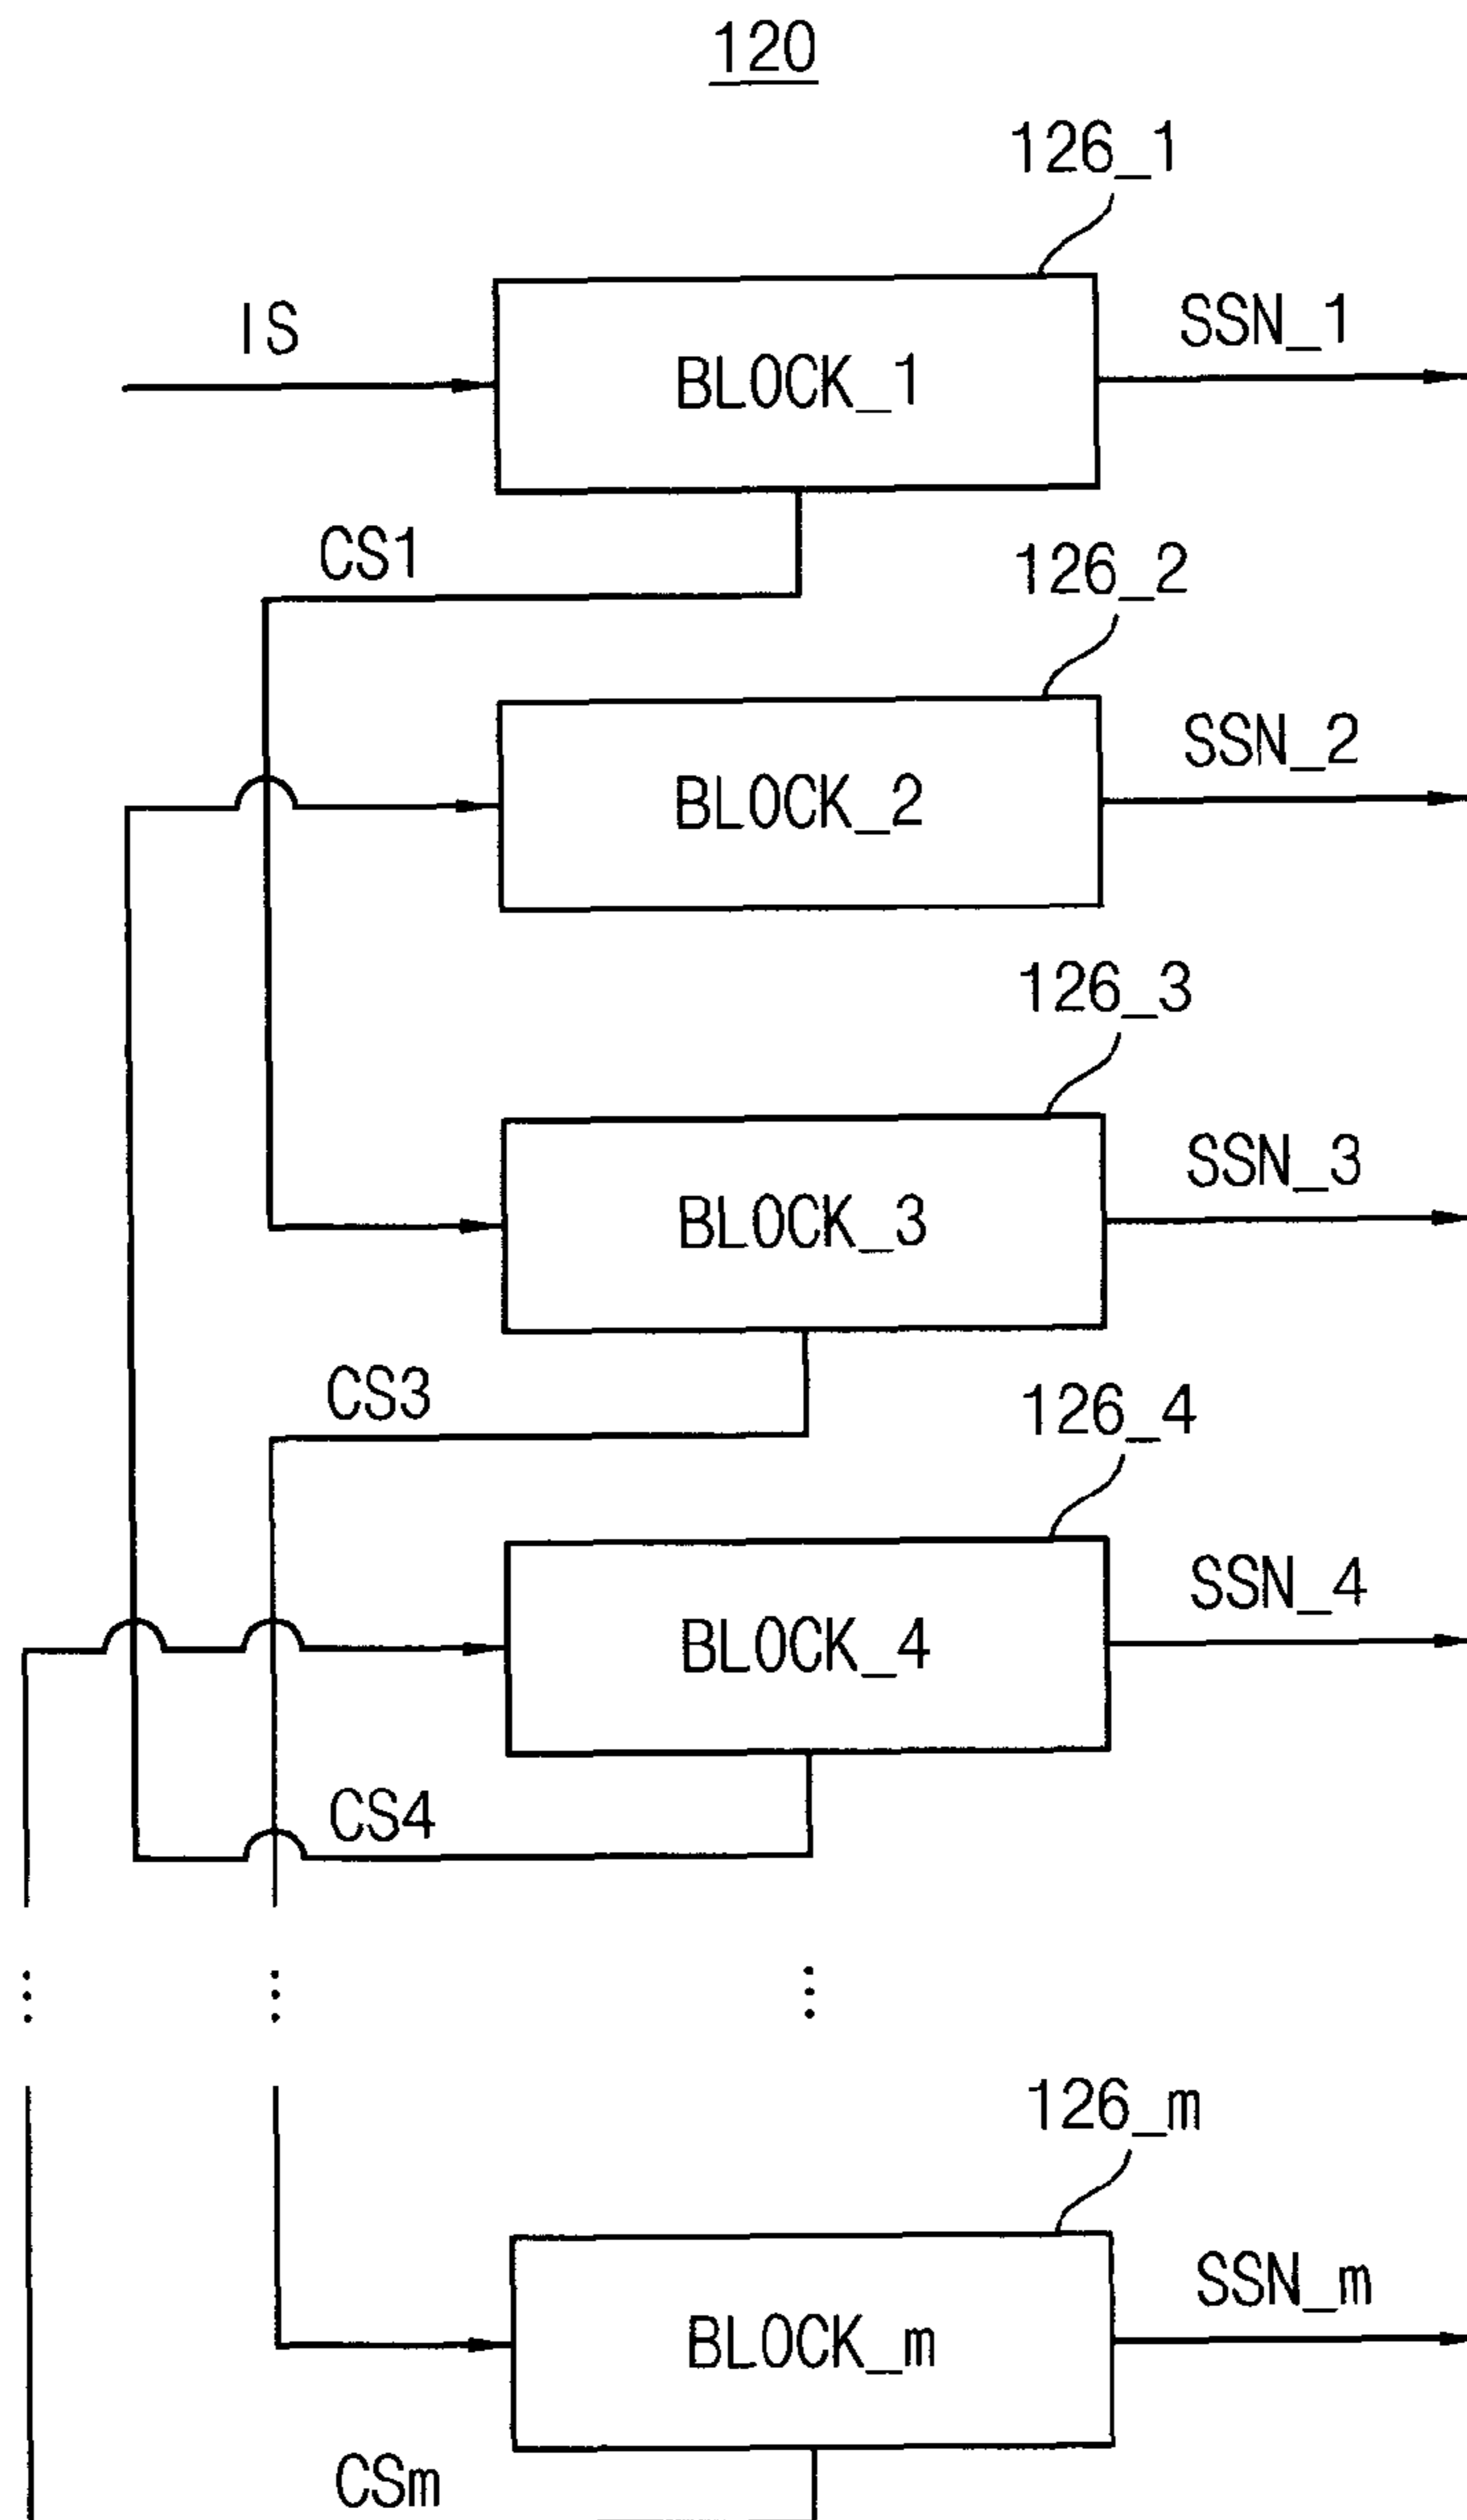 120
126_1
IS
BLOCK_1
SSN_1
CS1
126_2
BLOCK_2
SSN_2
126_3
BLOCK_3
SSN_3
CS3
126_4
BLOCK_4
SSN_4
CS4
126_m
BLOCK_m
SSN_m
CSm